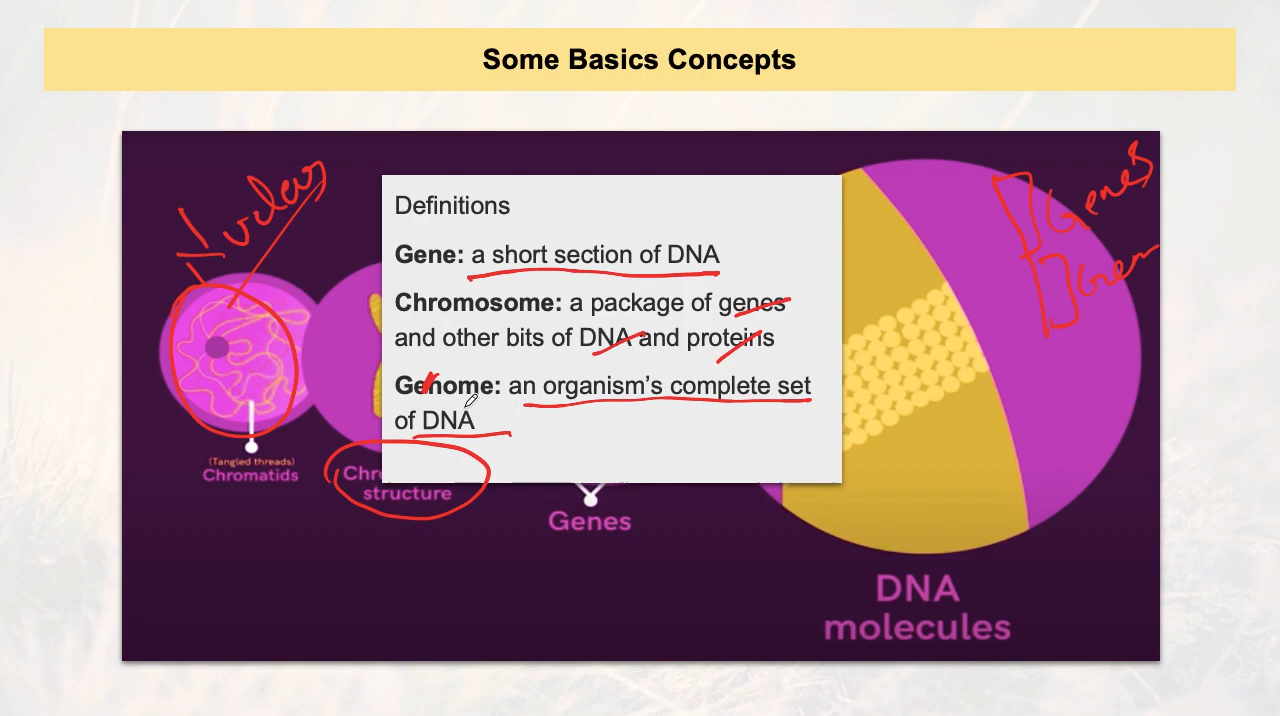 Some Basics Concepts
Nucleus
Genes
Definitions
Gene: a short section of DNA
Chromosome: a package of genes
and other bits of DNA and proteins
Genome: an organism's complete set
of DNA
(Tangled threads)
Chromatids
structure
Genes
DNA
molecules